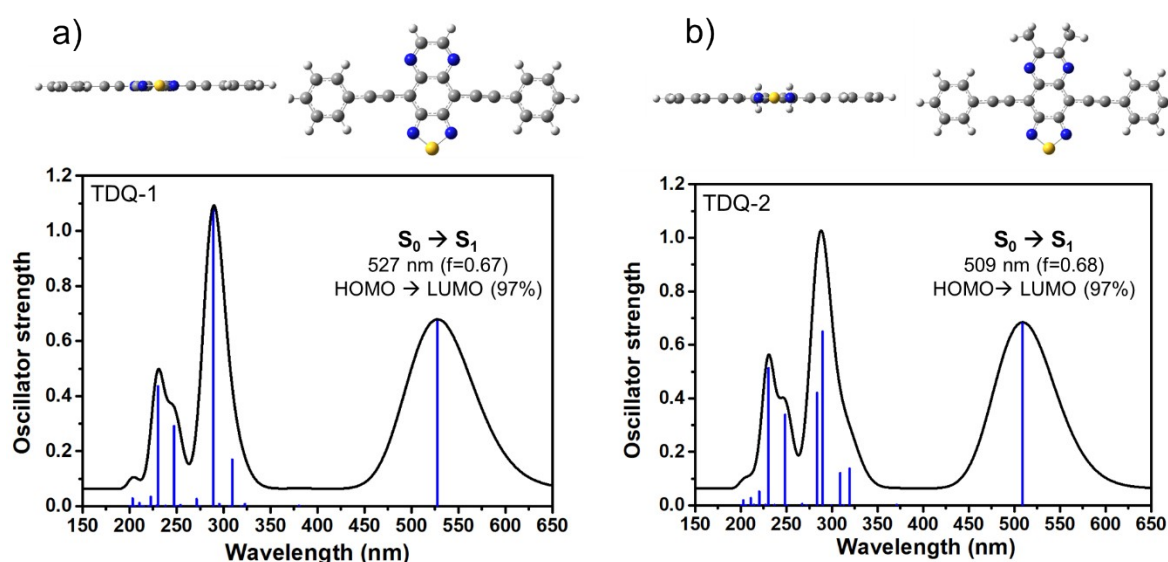 a)
TDQ-1
S₀ → S₁
527 nm (f=0.67)
HOMO → LUMO (97%)
Oscillator strength
1.2
1.0
0.8
0.6
0.4
0.2
0.0
150 200 250 300 350 400 450 500 550 600 650
Wavelength (nm)
b)
TDQ-2
S₀ → S₁
509 nm (f=0.68)
HOMO → LUMO (97%)
Oscillator strength
1.2
1.0
0.8
0.6
0.4
0.2
0.0
150 200 250 300 350 400 450 500 550 600 650
Wavelength (nm)